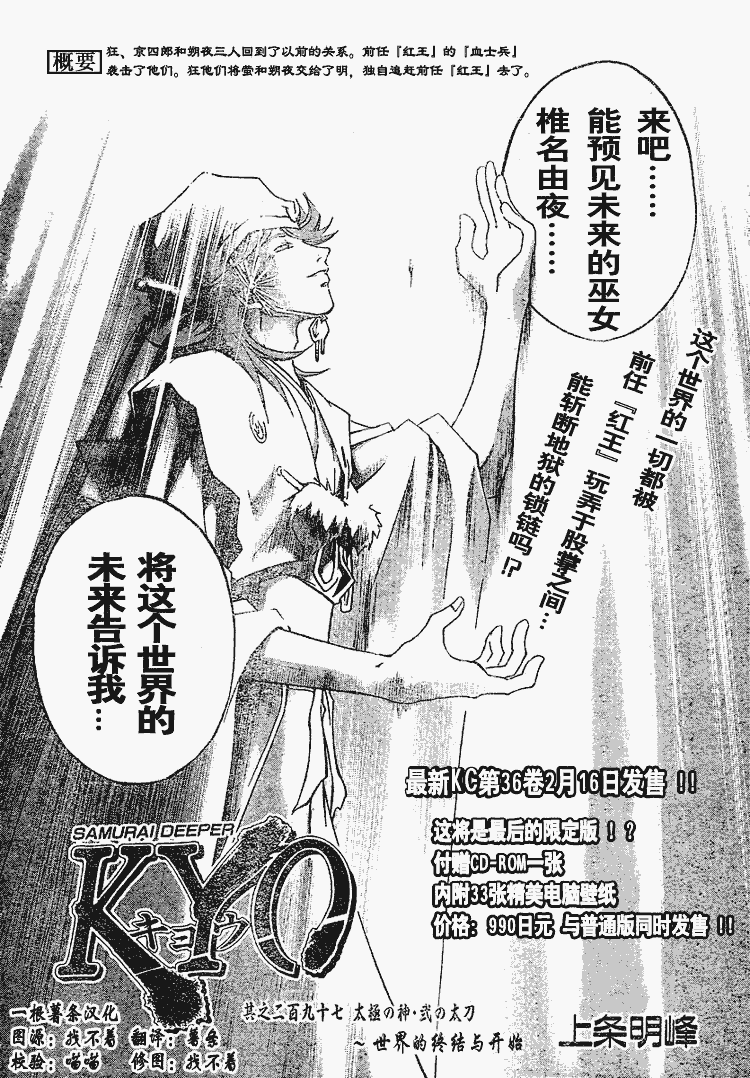 概要
狂、京四郎和朔夜三人回到了以前的关系。前任『红王』的『血士兵』
袭击了他们。狂他们将萤和朔夜交给了明，独自追赶前任『红王』去了。
来吧……
能预见未来的巫女
椎名由夜……
这个世界的一切都被
前任『红王』玩弄于股掌之间…
能斩断地狱的锁链吗!?
将这个世界的
未来告诉我…
最新KC第36卷2月16日发售 !!
这将是最后的限定版 ! ?
付赠CD-ROM一张
内附33张精美电脑壁纸
价格: 990日元 与普通版同时发售 !!
SAMURAI DEEPER
KYO
キョウ
其之二百九十七 太极の神·弐の太刀
~ 世界的终结与开始
上条明峰
一根薯条汉化
图源: 找不着 翻译: 薯条
校验: 喵喵 修图: 找不着